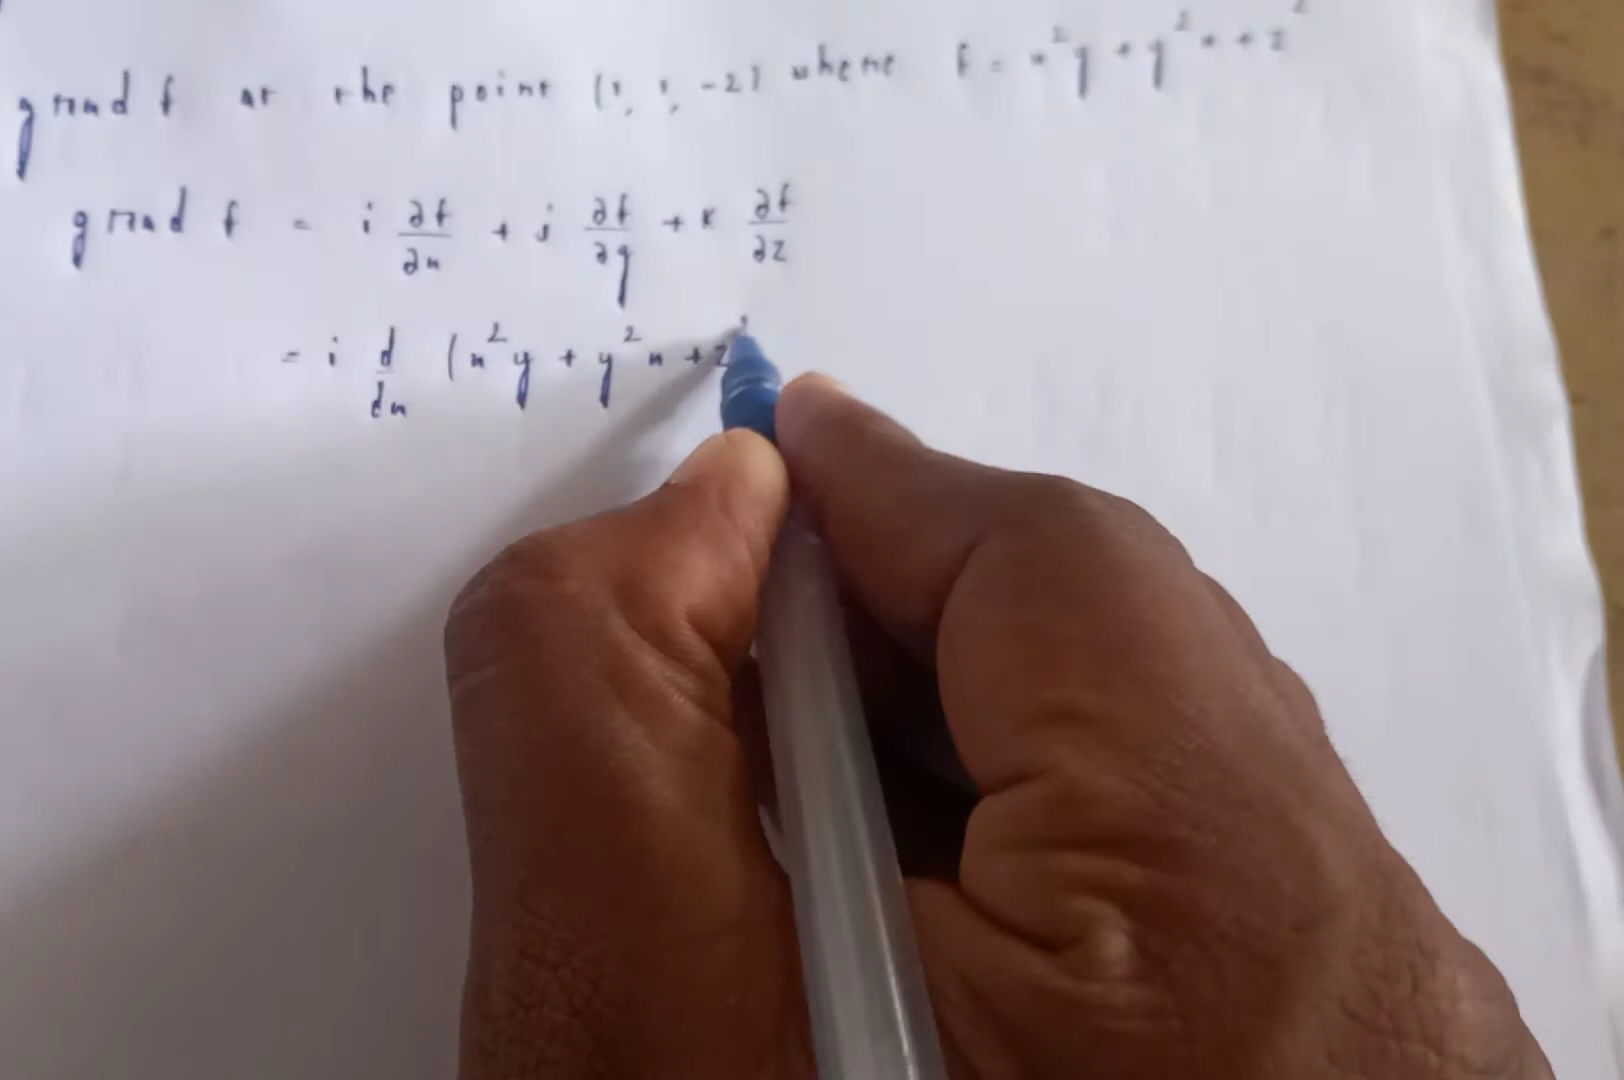 grad f at the point (1, 1, -2) where f = x²y + y²x + z²
grad f = i ∂f/∂x + j ∂f/∂y + k ∂f/∂z
= i d/dx (x²y + y²x + z²